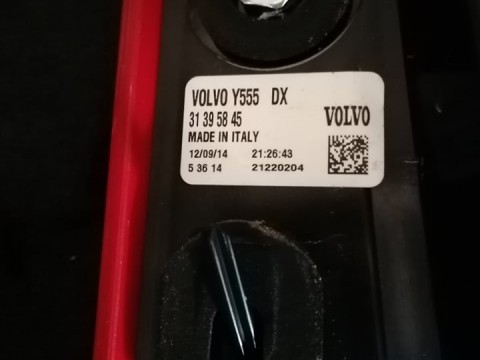 VOLVO Y555 DX
31 39 58 45
VOLVO
MADE IN ITALY
12/09/14 21:26:43
5 36 14 21220204